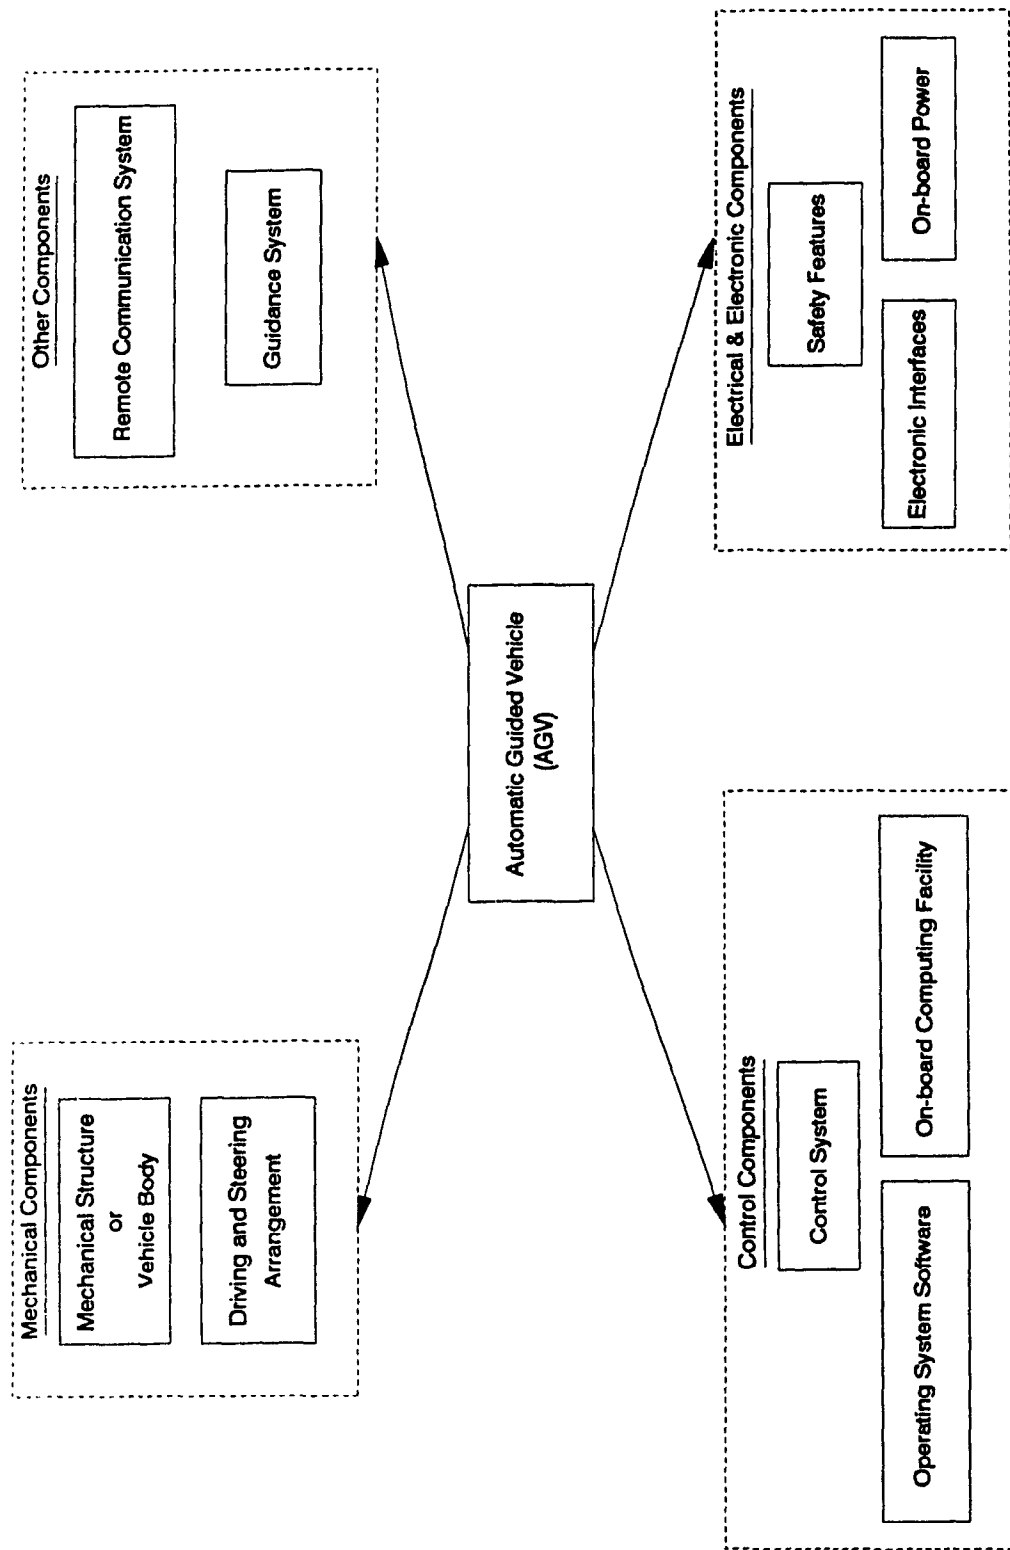 Mechanical Components
Mechanical Structure
or
Vehicle Body
Driving and Steering
Arrangement
Other Components
Remote Communication System
Guidance System
Automatic Guided Vehicle
(AGV)
Control Components
Control System
Operating System Software
On-board Computing Facility
Electrical & Electronic Components
Safety Features
Electronic Interfaces
On-board Power